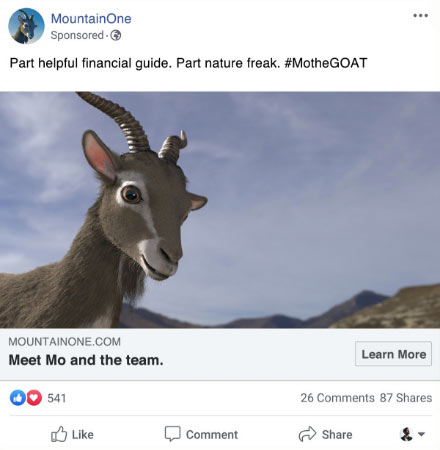 MountainOne
Sponsored ·
Part helpful financial guide. Part nature freak. #MotheGOAT
MOUNTAINONE.COM
Meet Mo and the team.
Learn More
541
26 Comments 87 Shares
Like
Comment
Share